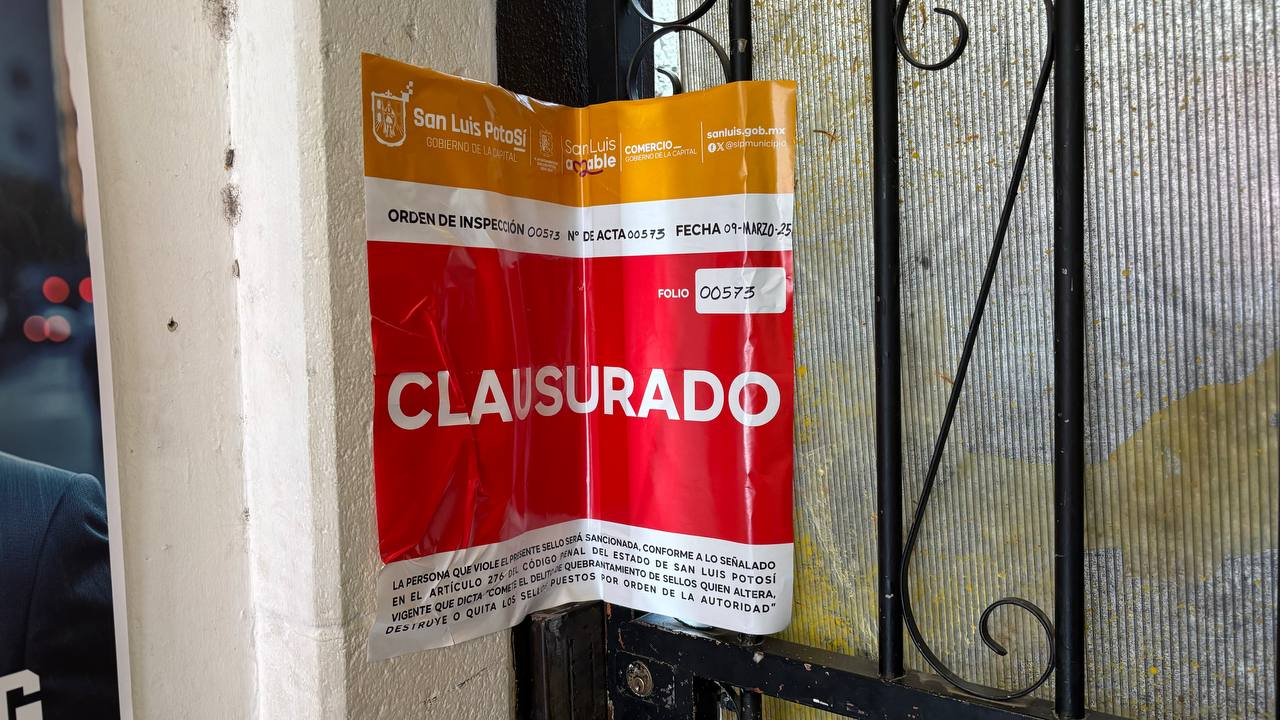 San Luis Potosí
GOBIERNO DE LA CAPITAL
San Luis
amable
COMERCIO
GOBIERNO DE LA CAPITAL
sanluis.gob.mx
@slpmunicipio
ORDEN DE INSPECCIÓN 00573 N° DE ACTA 00573 FECHA 09-MARZO-25
FOLIO 00573
CLAUSURADO
LA PERSONA QUE VIOLE EL PRESENTE SELLO SERÁ SANCIONADA, CONFORME A LO SEÑALADO
EN EL ARTÍCULO 276 DEL CÓDIGO PENAL DEL ESTADO DE SAN LUIS POTOSÍ
VIGENTE QUE DICTA "COMETE EL DELITO DE QUEBRANTAMIENTO DE SELLOS QUIEN ALTERA,
DESTRUYE O QUITA LOS SELLOS PUESTOS POR ORDEN DE LA AUTORIDAD"